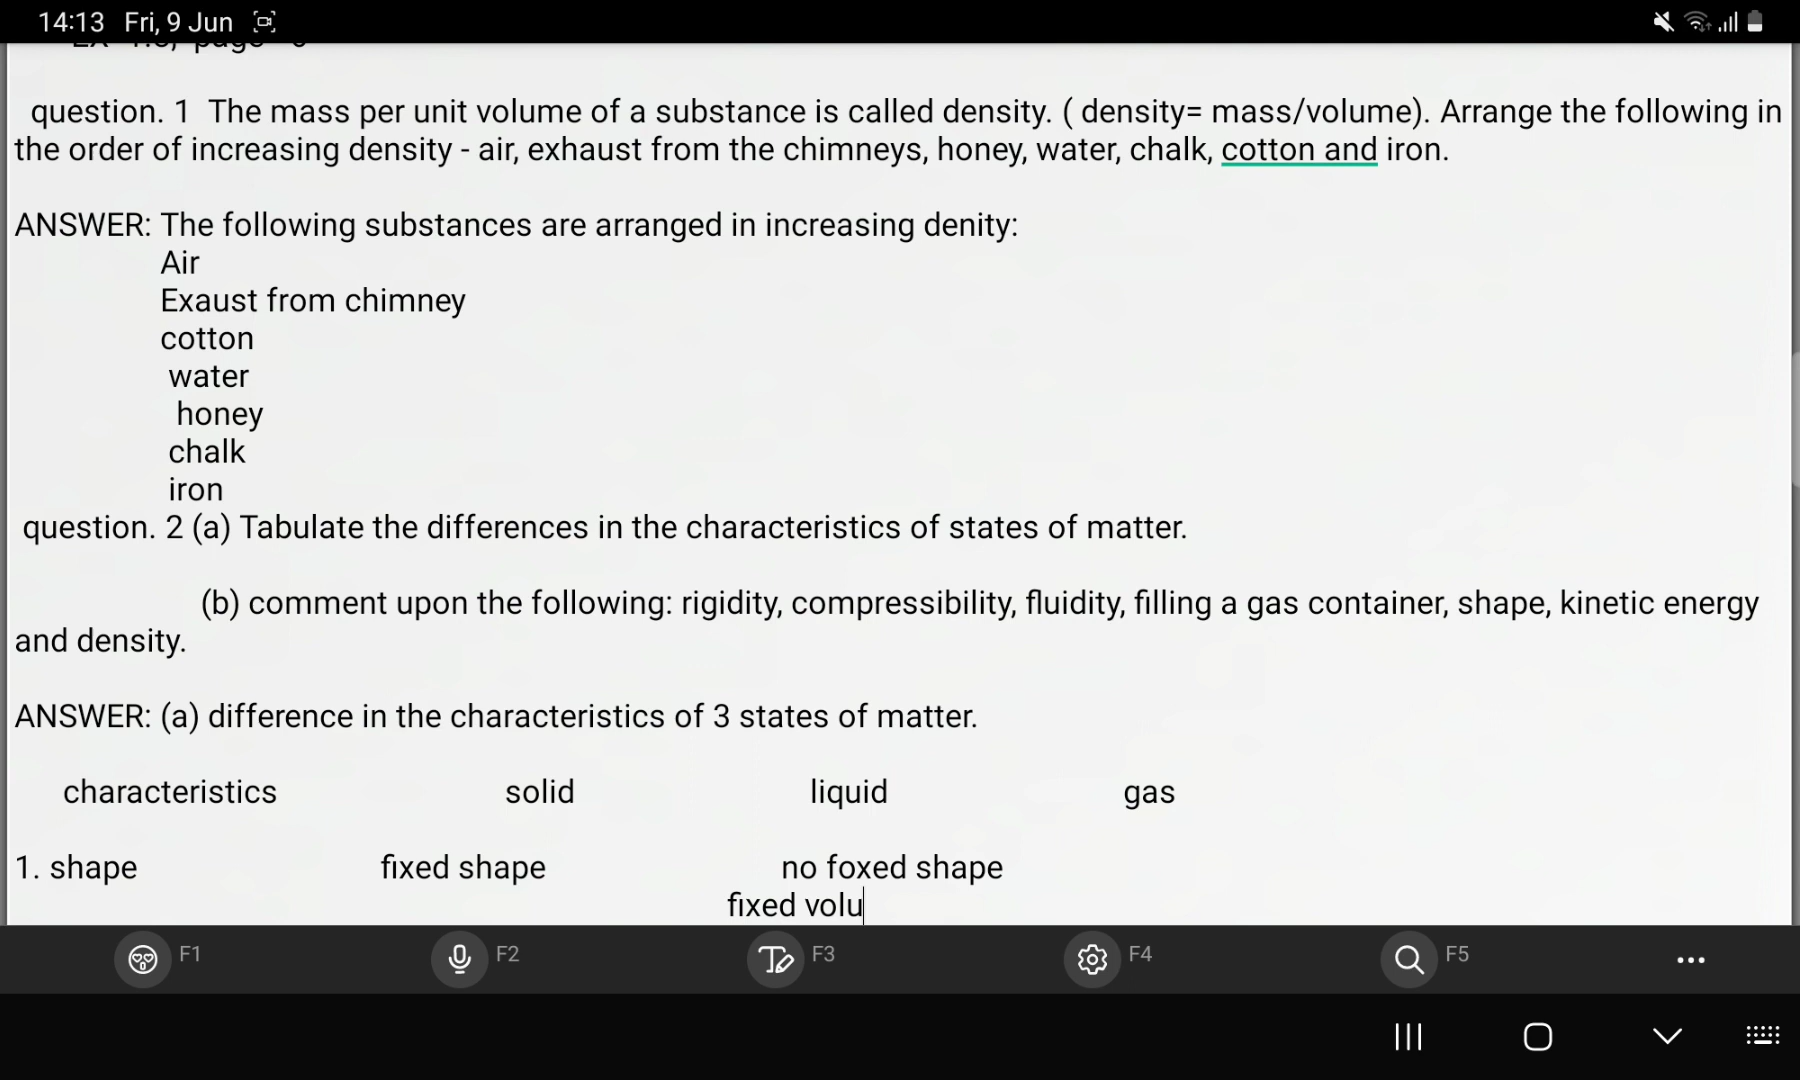 14:13 Fri, 9 Jun
question. 1 The mass per unit volume of a substance is called density. ( density= mass/volume). Arrange the following in
the order of increasing density - air, exhaust from the chimneys, honey, water, chalk, cotton and iron.
ANSWER: The following substances are arranged in increasing denity:
Air
Exaust from chimney
cotton
water
honey
chalk
iron
question. 2 (a) Tabulate the differences in the characteristics of states of matter.
(b) comment upon the following: rigidity, compressibility, fluidity, filling a gas container, shape, kinetic energy
and density.
ANSWER: (a) difference in the characteristics of 3 states of matter.
characteristics solid liquid gas
1. shape fixed shape no foxed shape
fixed volu
F1 F2 F3 F4 F5